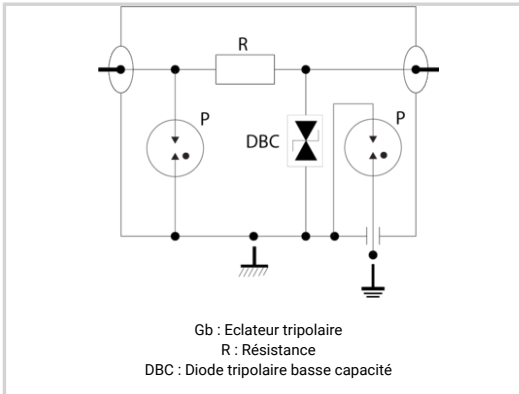 R
P
DBC
P
Gb : Eclateur tripolaire
R : Résistance
DBC : Diode tripolaire basse capacité